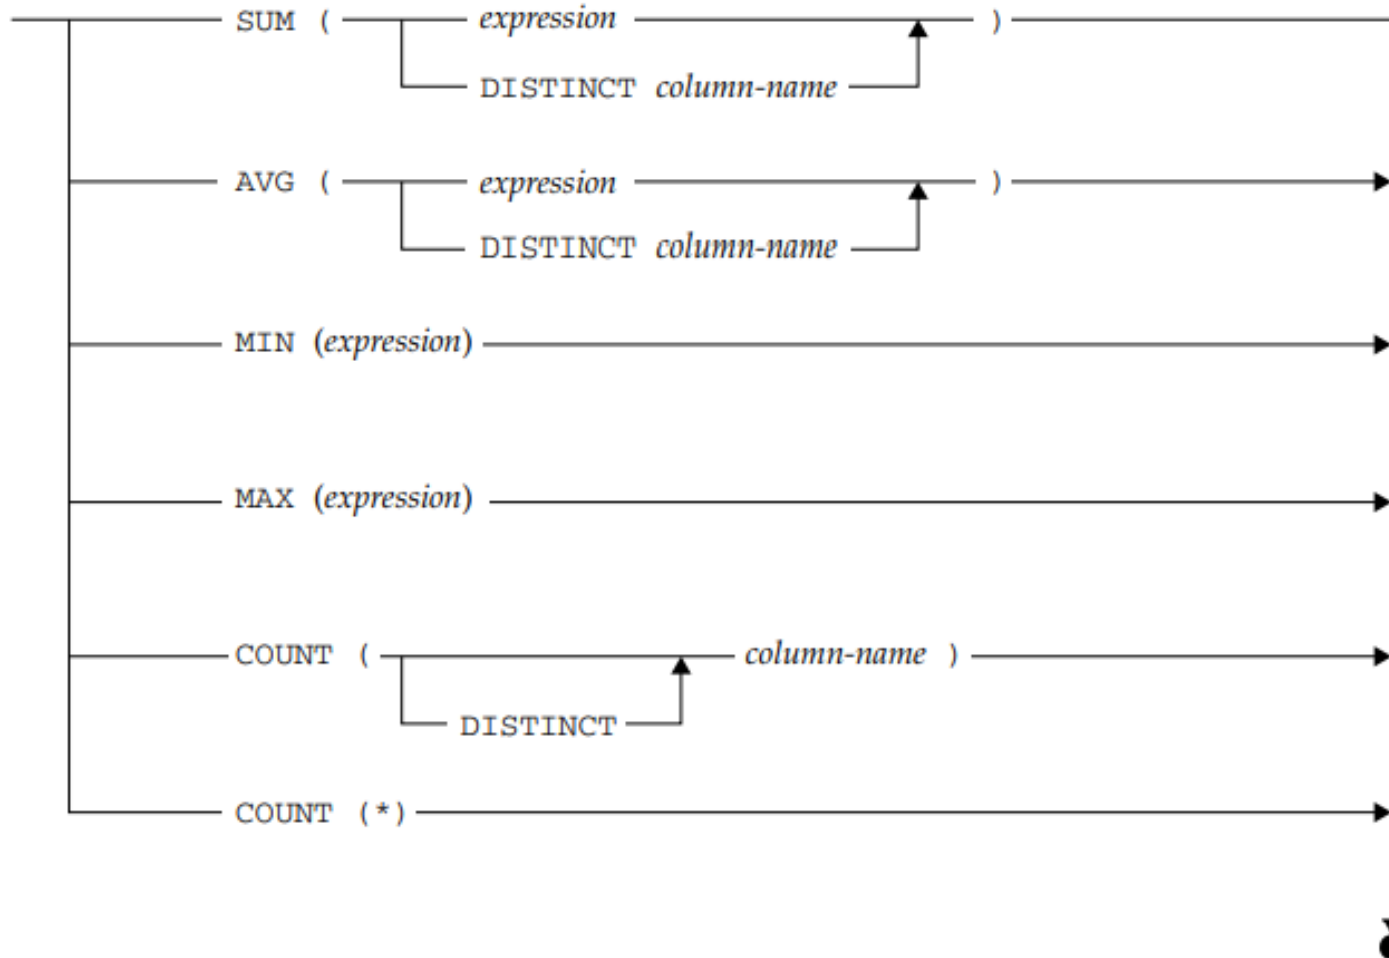 SUM ( expression )
DISTINCT column-name
AVG ( expression )
DISTINCT column-name
MIN (expression)
MAX (expression)
COUNT ( column-name )
DISTINCT
COUNT (*)